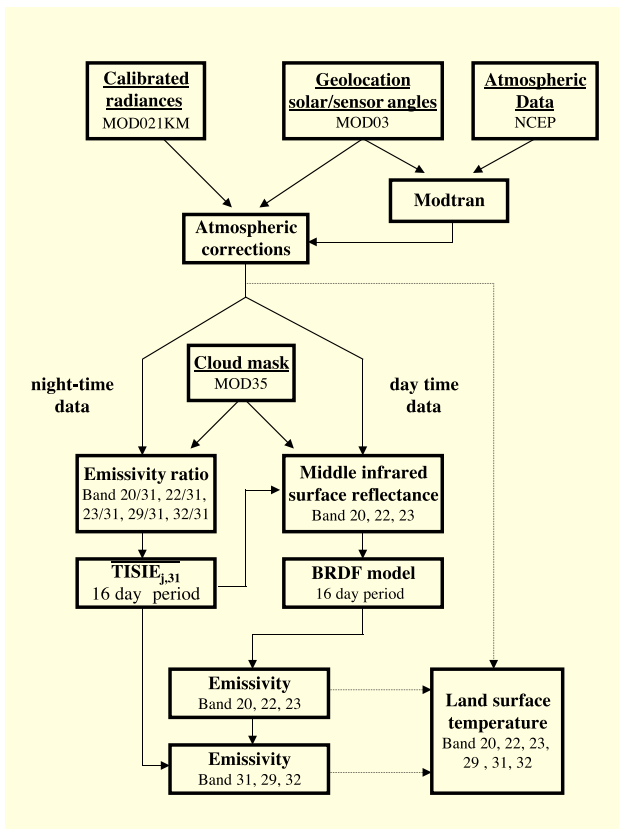 Calibrated
radiances
MOD021KM
Geolocation
solar/sensor angles
MOD03
Atmospheric
Data
NCEP
Modtran
Atmospheric
corrections
Cloud mask
MOD35
night-time
data
day time
data
Emissivity ratio
Band 20/31, 22/31,
23/31, 29/31, 32/31
Middle infrared
surface reflectance
Band 20, 22, 23
TISIEj,31
16 day period
BRDF model
16 day period
Emissivity
Band 20, 22, 23
Land surface
temperature
Band 20, 22, 23,
29 , 31, 32
Emissivity
Band 31, 29, 32